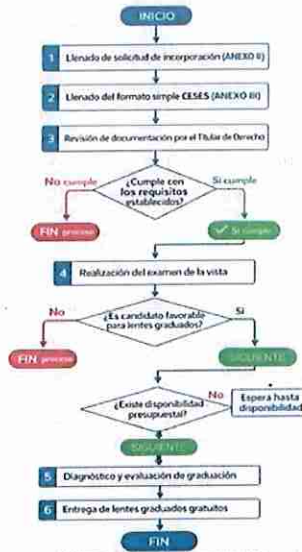 INICIO
1 Llenado de solicitud de incorporación (ANEXO II)
2 Llenado del formato simple CESES (ANEXO III)
3 Revisión de documentación por el Titular de Derecho
No cumple
¿Cumple con
los requisitos
establecidos?
Si cumple
FIN proceso
✓ Si cumple
4 Realización del examen de la vista
No
¿Es candidato favorable
para lentes graduados?
Si
FIN proceso
SIGUIENTE
¿Existe disponibilidad
presupuestal?
No
Espera hasta
disponibilidad
SIGUIENTE
5 Diagnóstico y evaluación de graduación
6 Entrega de lentes graduados gratuitos
FIN